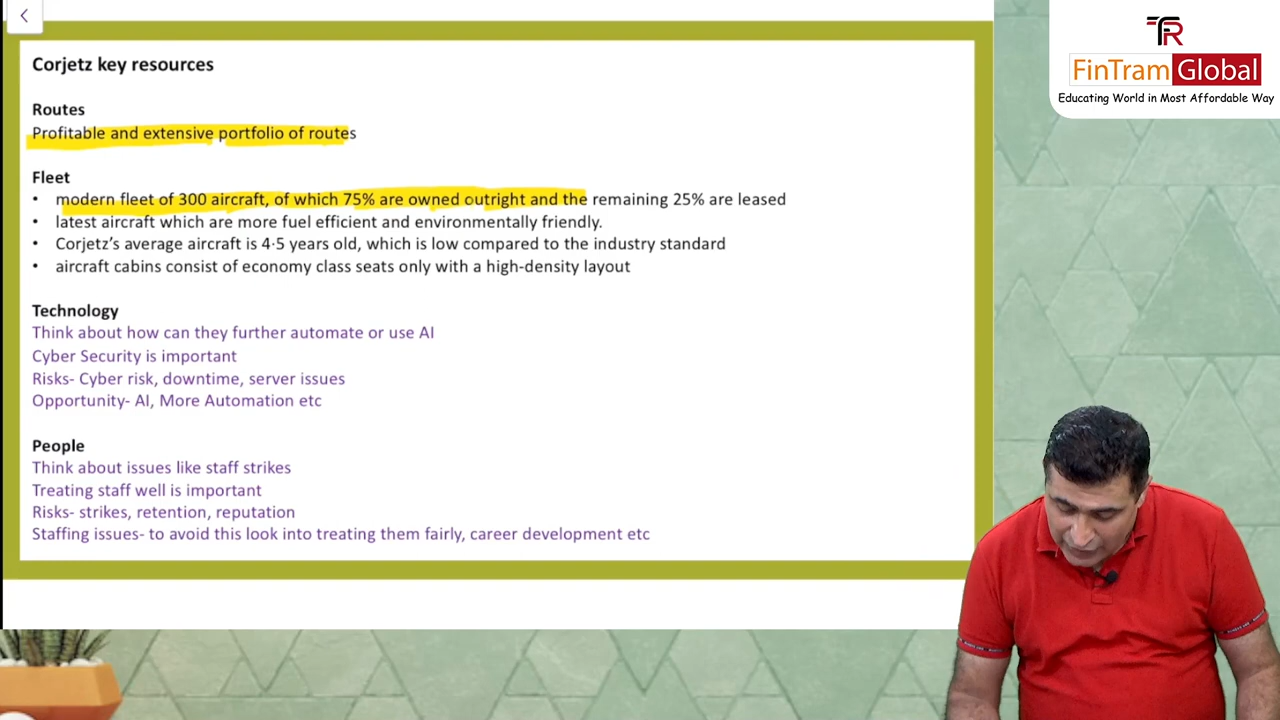 Corjetz key resources
Routes
Profitable and extensive portfolio of routes
Fleet
• modern fleet of 300 aircraft, of which 75% are owned outright and the remaining 25% are leased
• latest aircraft which are more fuel efficient and environmentally friendly.
• Corjetz’s average aircraft is 4·5 years old, which is low compared to the industry standard
• aircraft cabins consist of economy class seats only with a high-density layout
Technology
Think about how can they further automate or use AI
Cyber Security is important
Risks- Cyber risk, downtime, server issues
Opportunity- AI, More Automation etc
People
Think about issues like staff strikes
Treating staff well is important
Risks- strikes, retention, reputation
Staffing issues- to avoid this look into treating them fairly, career development etc
FinTram Global
Educating World in Most Affordable Way